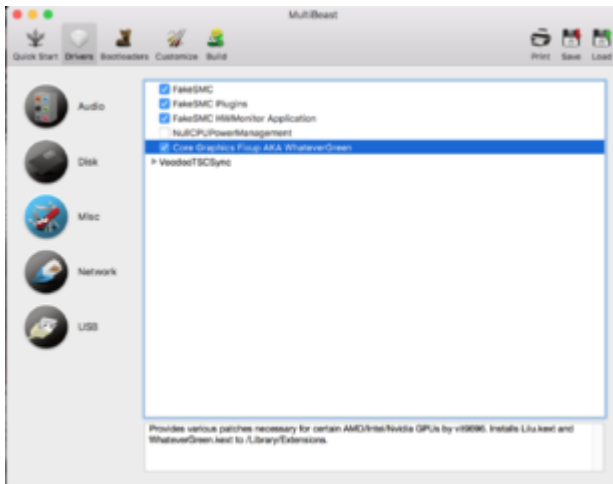 MultiBeast
Quick Start Drivers Bootloaders Customize Build Print Save Load
Audio
Disk
Misc
Network
USB
FakeSMC
FakeSMC Plugins
FakeSMC HWMonitor Application
NullCPUPowerManagement
Core Graphics Fixup AKA WhateverGreen
VoodooTSCSync
Provides various patches necessary for certain AMD/Intel/Nvidia GPUs by vit9696. Installs Lilu.kext and
WhateverGreen.kext to /Library/Extensions.